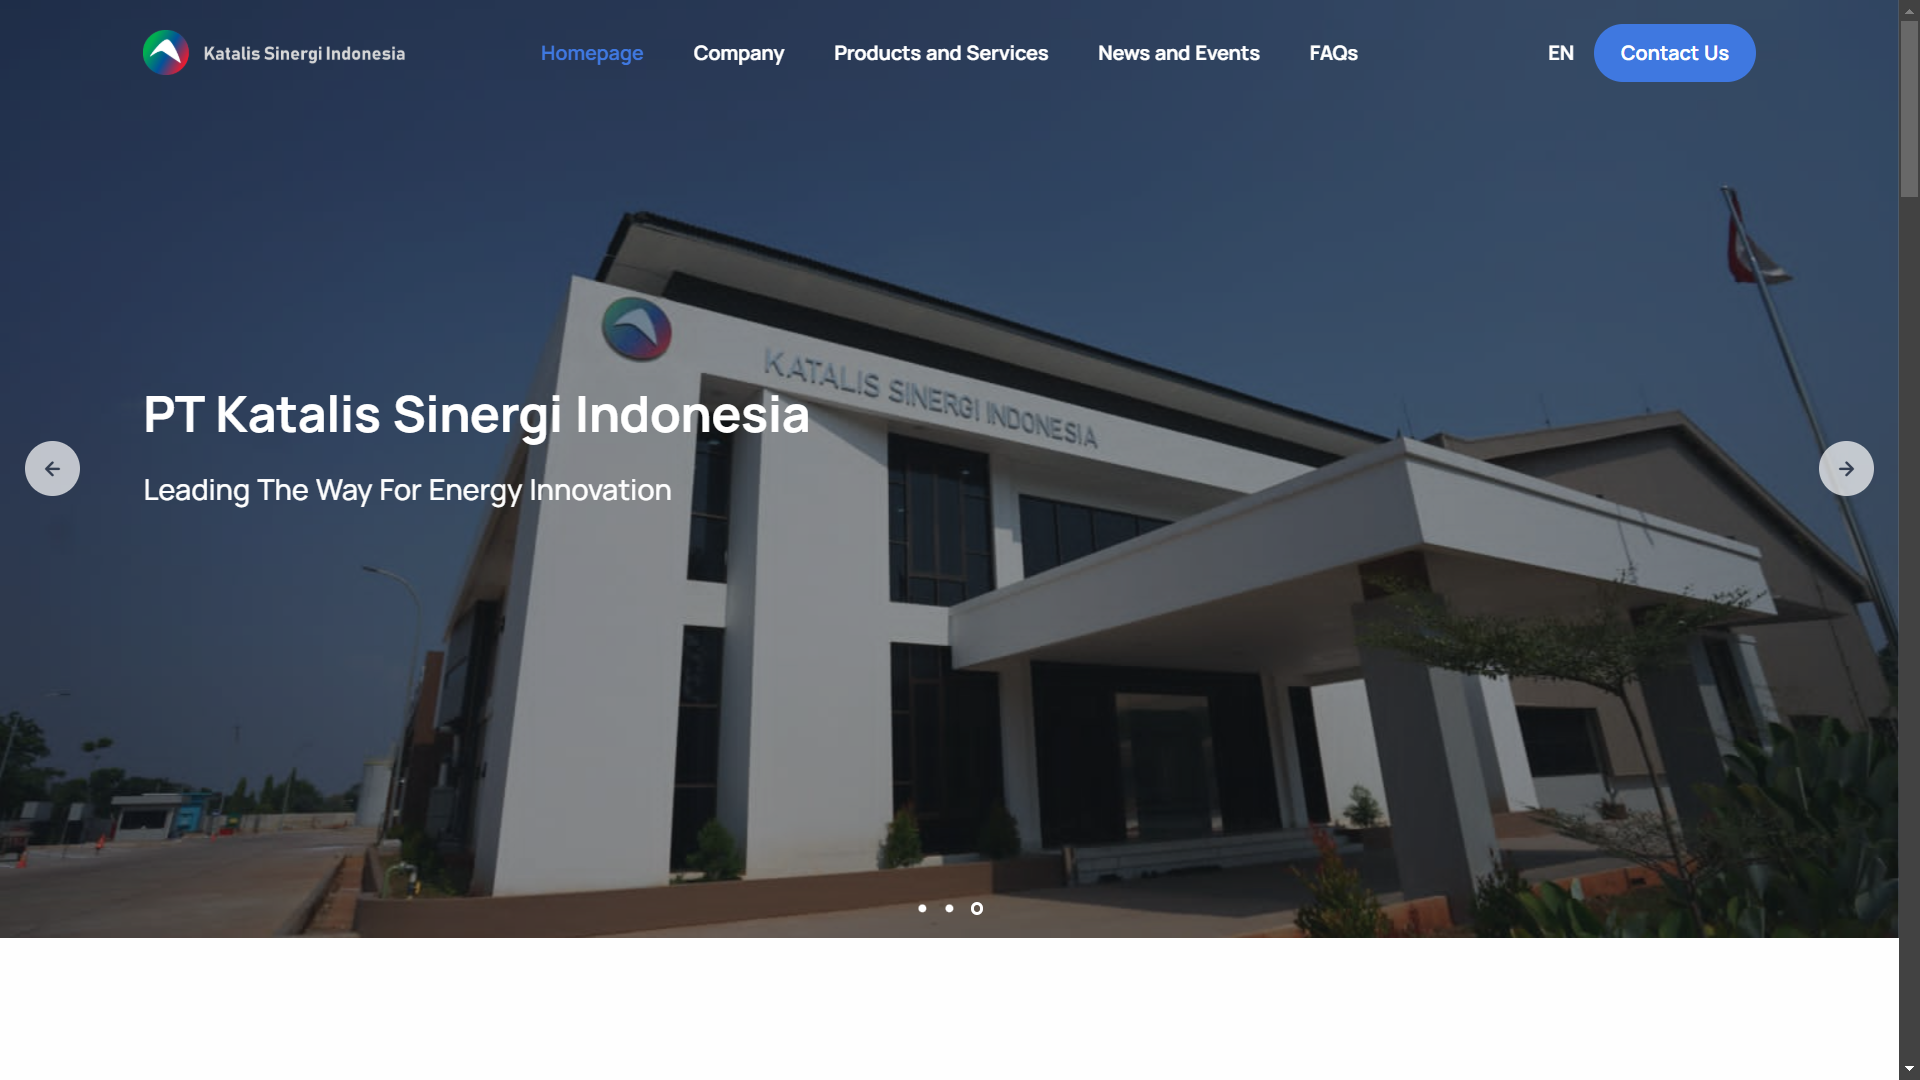 Katalis Sinergi Indonesia
Homepage
Company
Products and Services
News and Events
FAQs
EN
Contact Us
KATALIS SINERGI INDONESIA
PT Katalis Sinergi Indonesia
Leading The Way For Energy Innovation